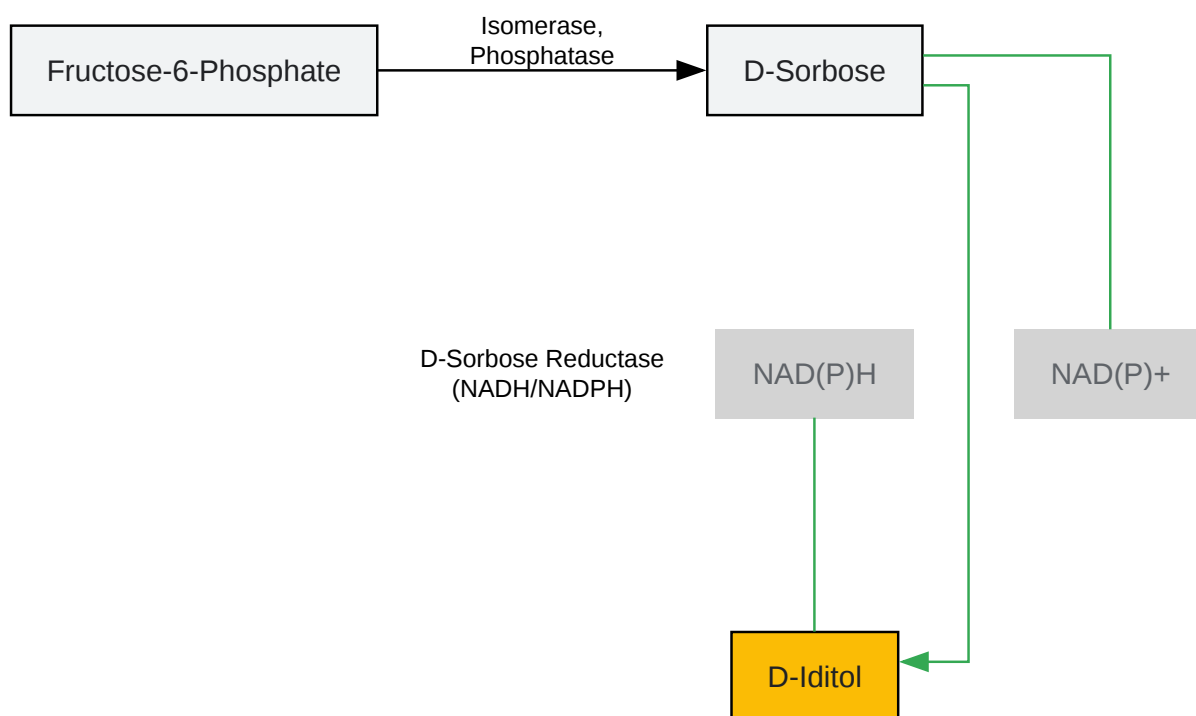 Isomerase,
Phosphatase
Fructose-6-Phosphate
D-Sorbose
D-Sorbose Reductase
(NADH/NADPH)
NAD(P)H
NAD(P)+
D-Iditol